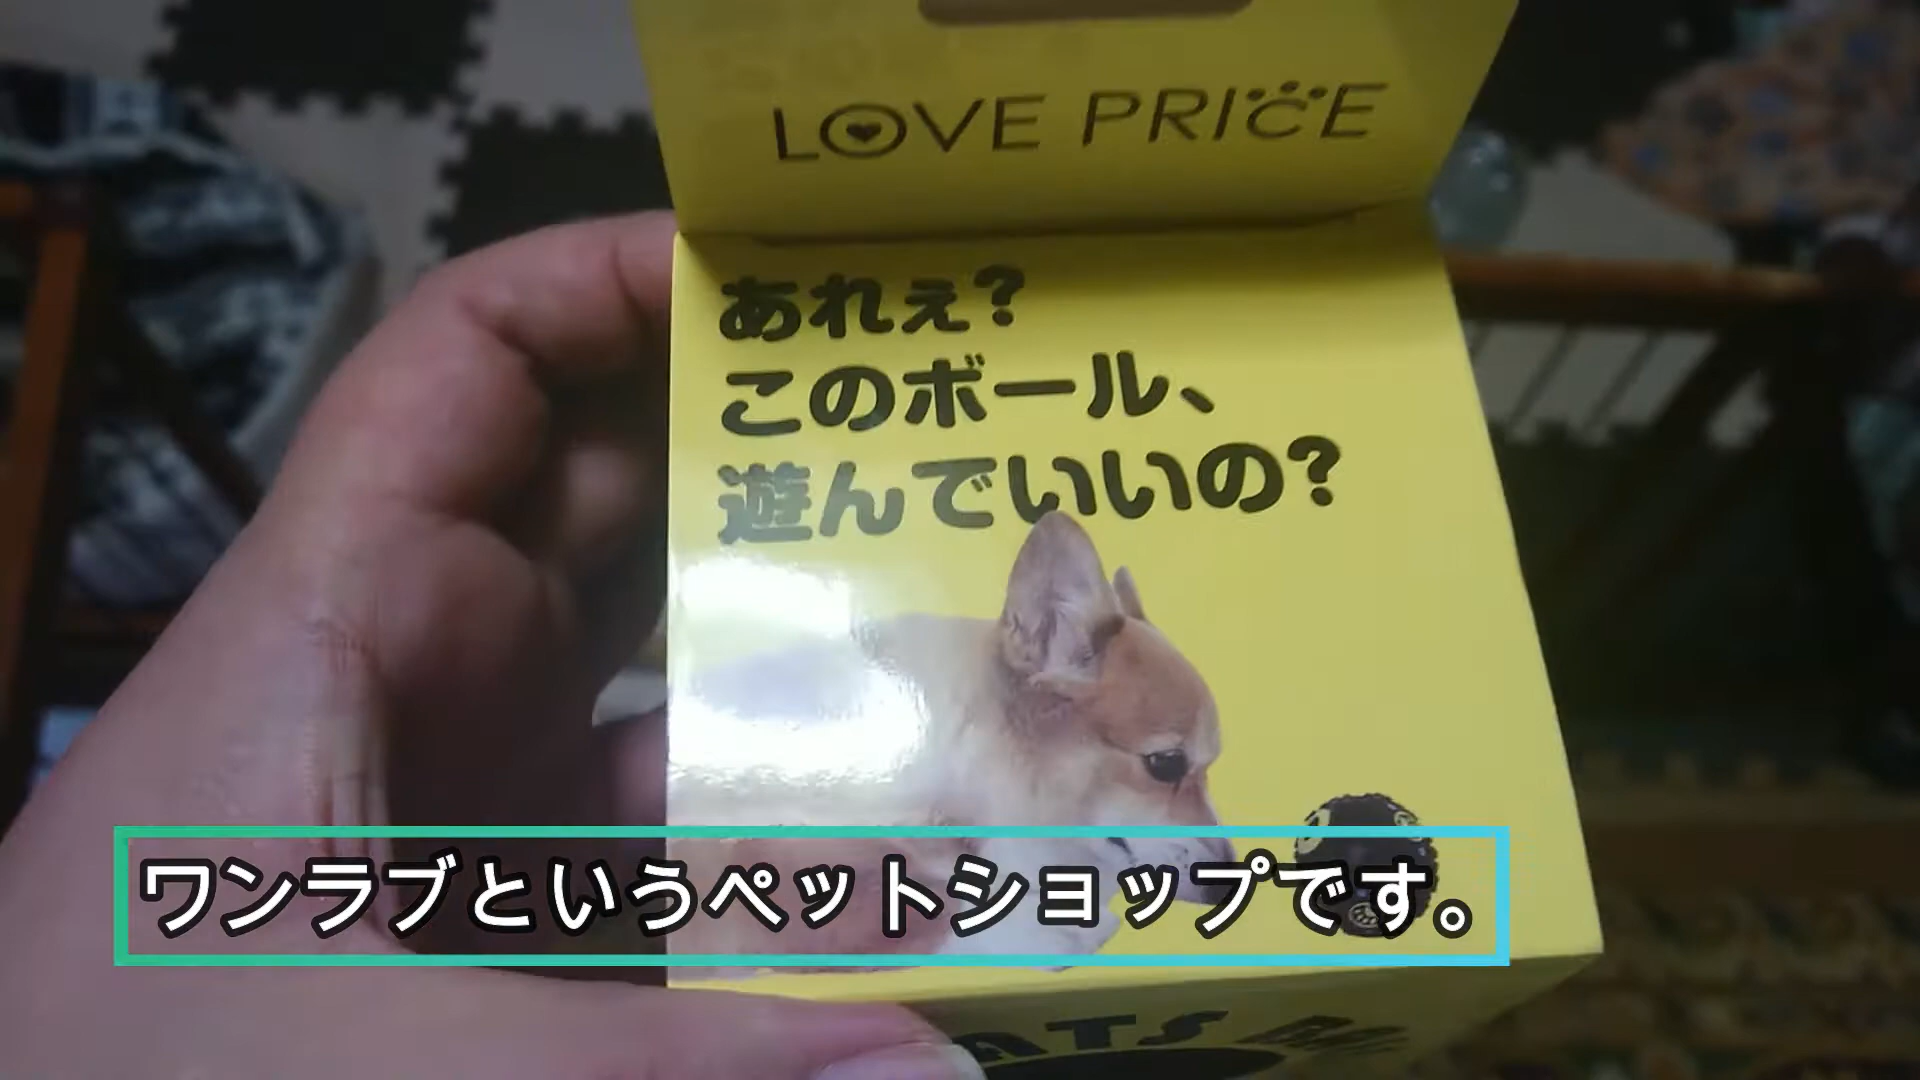 LOVE PRICE
あれぇ?
このボール、
遊んでいいの?
ワンラブというペットショップです。